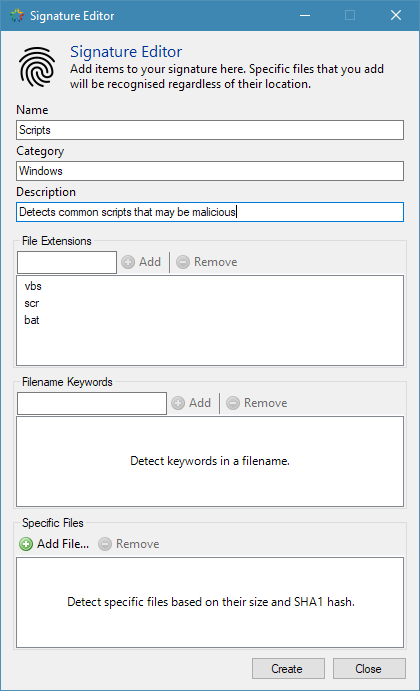 Signature Editor
Signature Editor
Add items to your signature here. Specific files that you add
will be recognised regardless of their location.
Name
Scripts
Category
Windows
Description
Detects common scripts that may be malicious
File Extensions
Add Remove
vbs
scr
bat
Filename Keywords
Add Remove
Detect keywords in a filename.
Specific Files
Add File... Remove
Detect specific files based on their size and SHA1 hash.
Create Close